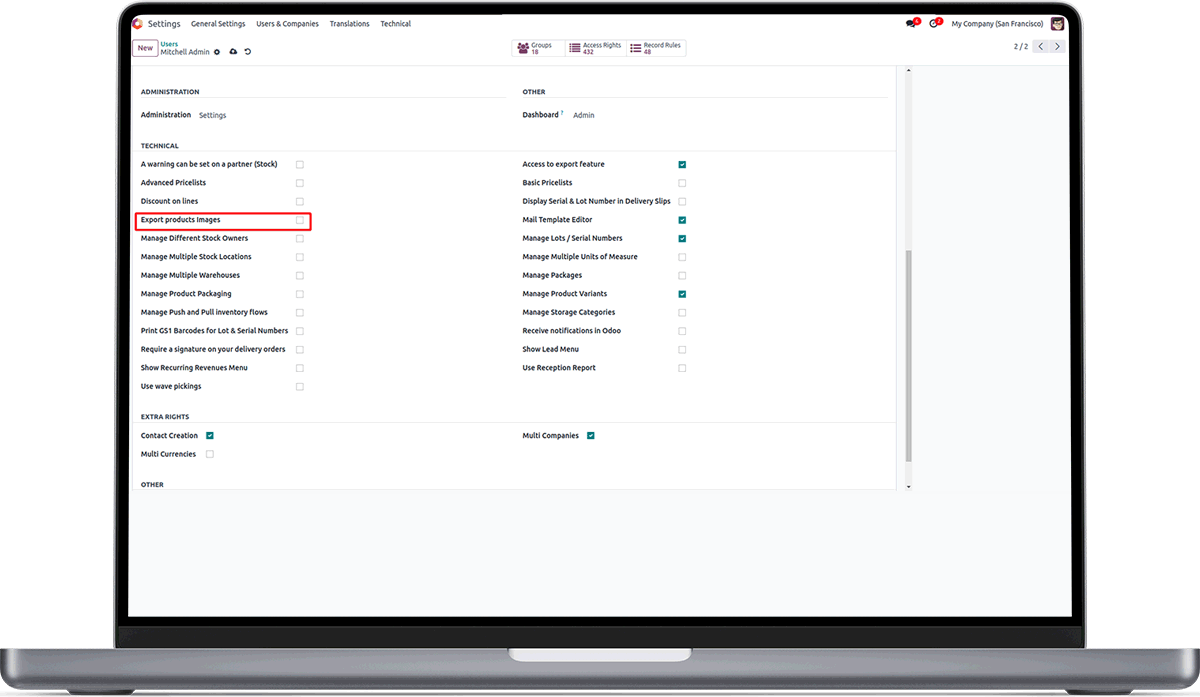 Settings General Settings Users & Companies Translations Technical 6 2 My Company (San Francisco)
New Users Groups Access Rights Record Rules 2 / 2
Mitchell Admin 18 432 48
ADMINISTRATION OTHER
Administration Settings Dashboard ? Admin
TECHNICAL
A warning can be set on a partner (Stock) Access to export feature
Advanced Pricelists Basic Pricelists
Discount on lines Display Serial & Lot Number in Delivery Slips
Export products Images Mail Template Editor
Manage Different Stock Owners Manage Lots / Serial Numbers
Manage Multiple Stock Locations Manage Multiple Units of Measure
Manage Multiple Warehouses Manage Packages
Manage Product Packaging Manage Product Variants
Manage Push and Pull inventory flows Manage Storage Categories
Print GS1 Barcodes for Lot & Serial Numbers Receive notifications in Odoo
Require a signature on your delivery orders Show Lead Menu
Show Recurring Revenues Menu Use Reception Report
Use wave pickings
EXTRA RIGHTS
Contact Creation Multi Companies
Multi Currencies
OTHER